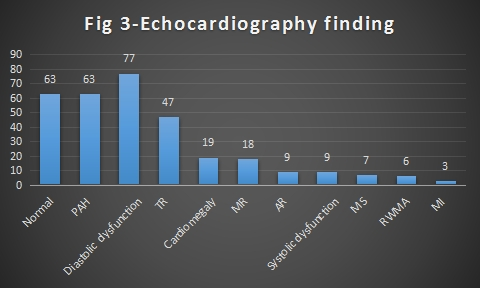 Fig 3-Echocardiography finding
90
80
70
60
50
40
30
20
10
0
63
63
77
47
19
18
9
9
7
6
3
Normal
PAH
Diastolic dysfunction
TR
Cardiomegaly
MR
AR
Systolic dysfunction
MS
RWMA
MI